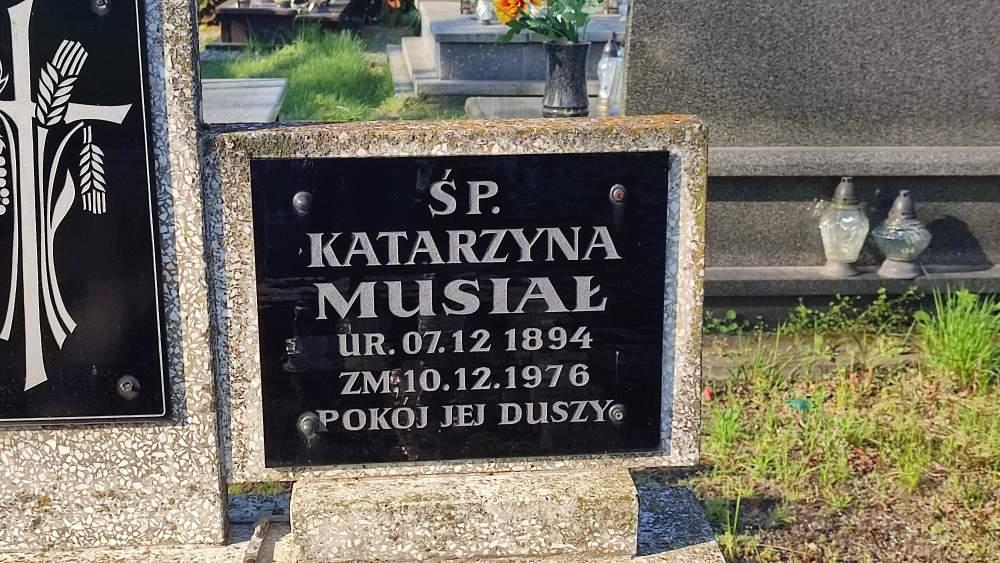 ŚP.
KATARZYNA
MUSIAŁ
UR. 07.12 1894
ZM. 10.12.1976
POKÓJ JEJ DUSZY